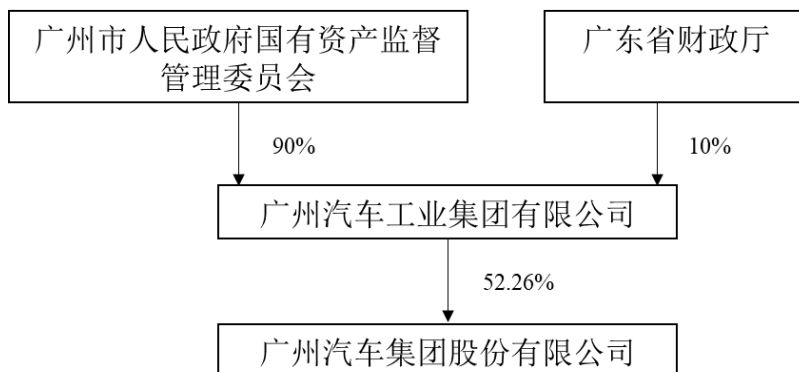 广州市人民政府国有资产监督
管理委员会
广东省财政厅
90%
10%
广州汽车工业集团有限公司
52.26%
广州汽车集团股份有限公司